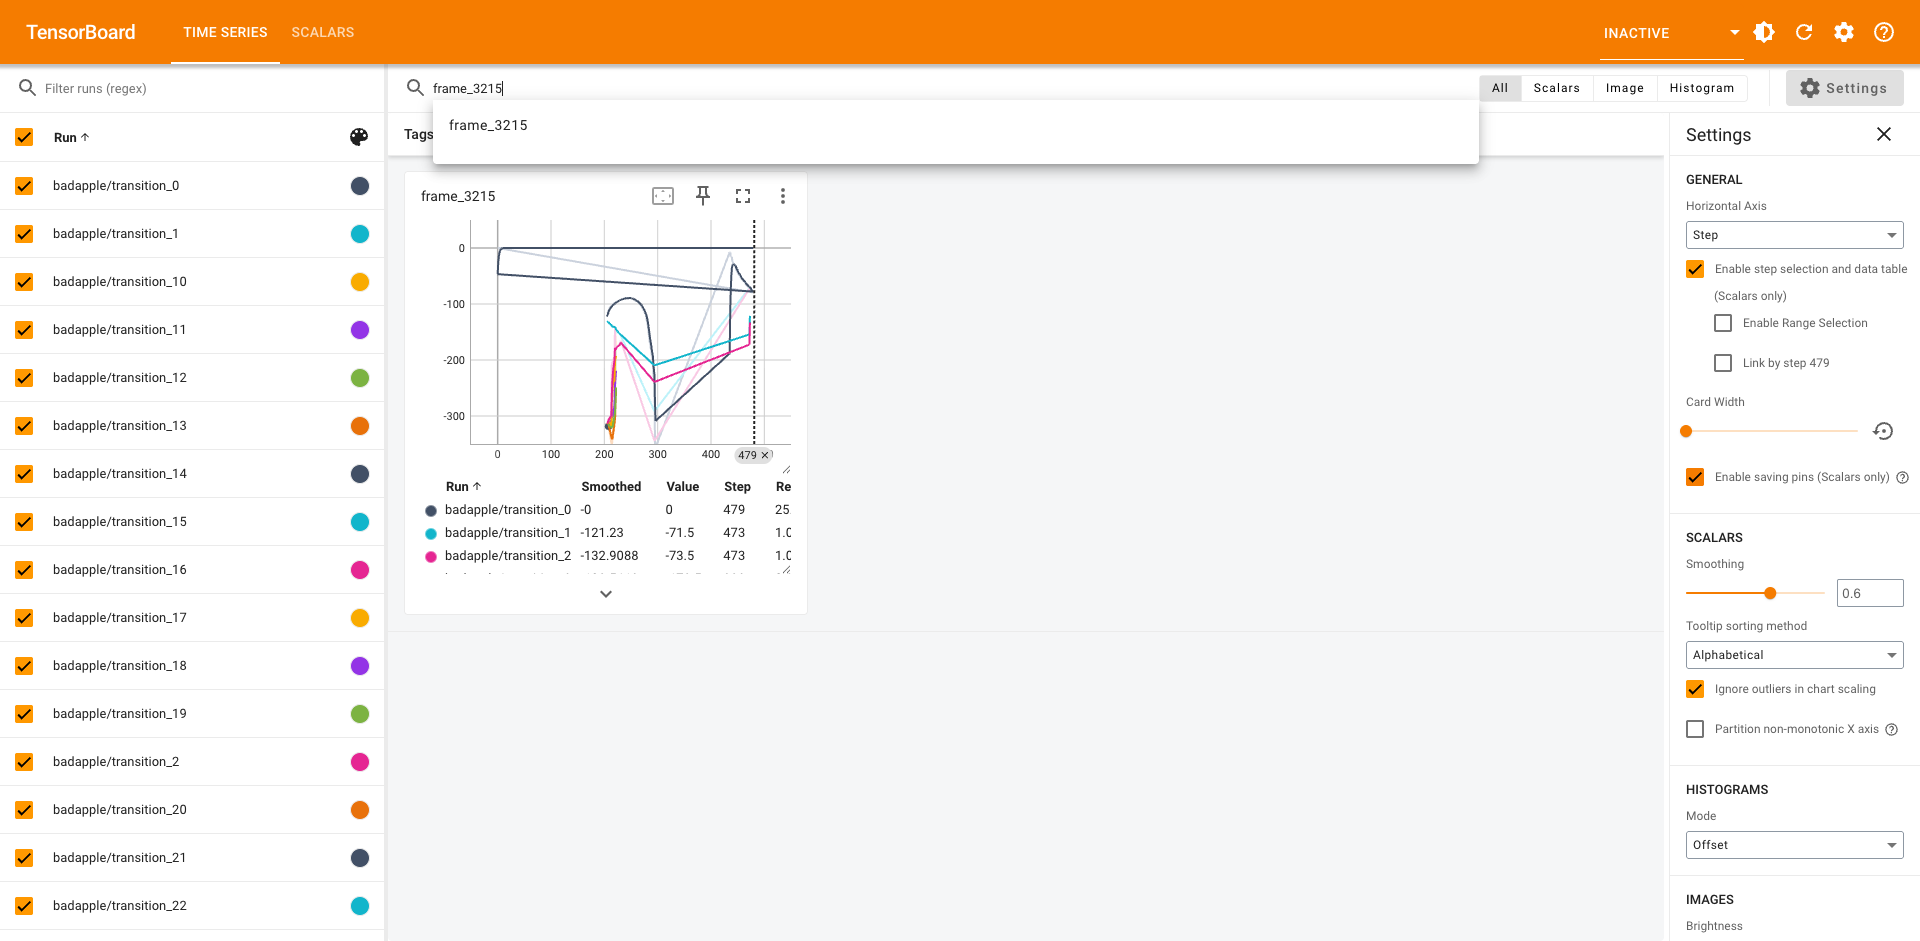 TensorBoard TIME SERIES SCALARS INACTIVE
Filter runs (regex)
frame_3215
All Scalars Image Histogram
Settings
frame_3215
Tags
Run
badapple/transition_0
badapple/transition_1
badapple/transition_10
badapple/transition_11
badapple/transition_12
badapple/transition_13
badapple/transition_14
badapple/transition_15
badapple/transition_16
badapple/transition_17
badapple/transition_18
badapple/transition_19
badapple/transition_2
badapple/transition_20
badapple/transition_21
badapple/transition_22
frame_3215
0
-100
-200
-300
0 100 200 300 400 479
Run Smoothed Value Step Re
badapple/transition_0 -0 0 479 25.
badapple/transition_1 -121.23 -71.5 473 1.0
badapple/transition_2 -132.9088 -73.5 473 1.0
Settings
GENERAL
Horizontal Axis
Step
Enable step selection and data table
(Scalars only)
Enable Range Selection
Link by step 479
Card Width
Enable saving pins (Scalars only)
SCALARS
Smoothing
0.6
Tooltip sorting method
Alphabetical
Ignore outliers in chart scaling
Partition non-monotonic X axis
HISTOGRAMS
Mode
Offset
IMAGES
Brightness